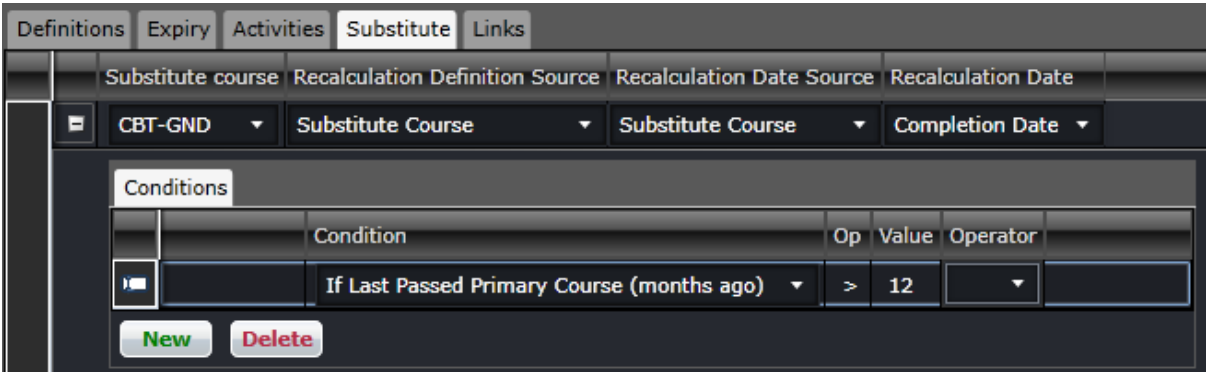 Definitions Expiry Activities Substitute Links
Substitute course Recalculation Definition Source Recalculation Date Source Recalculation Date
CBT-GND Substitute Course Substitute Course Completion Date
Conditions
Condition Op Value Operator
If Last Passed Primary Course (months ago) > 12
New Delete